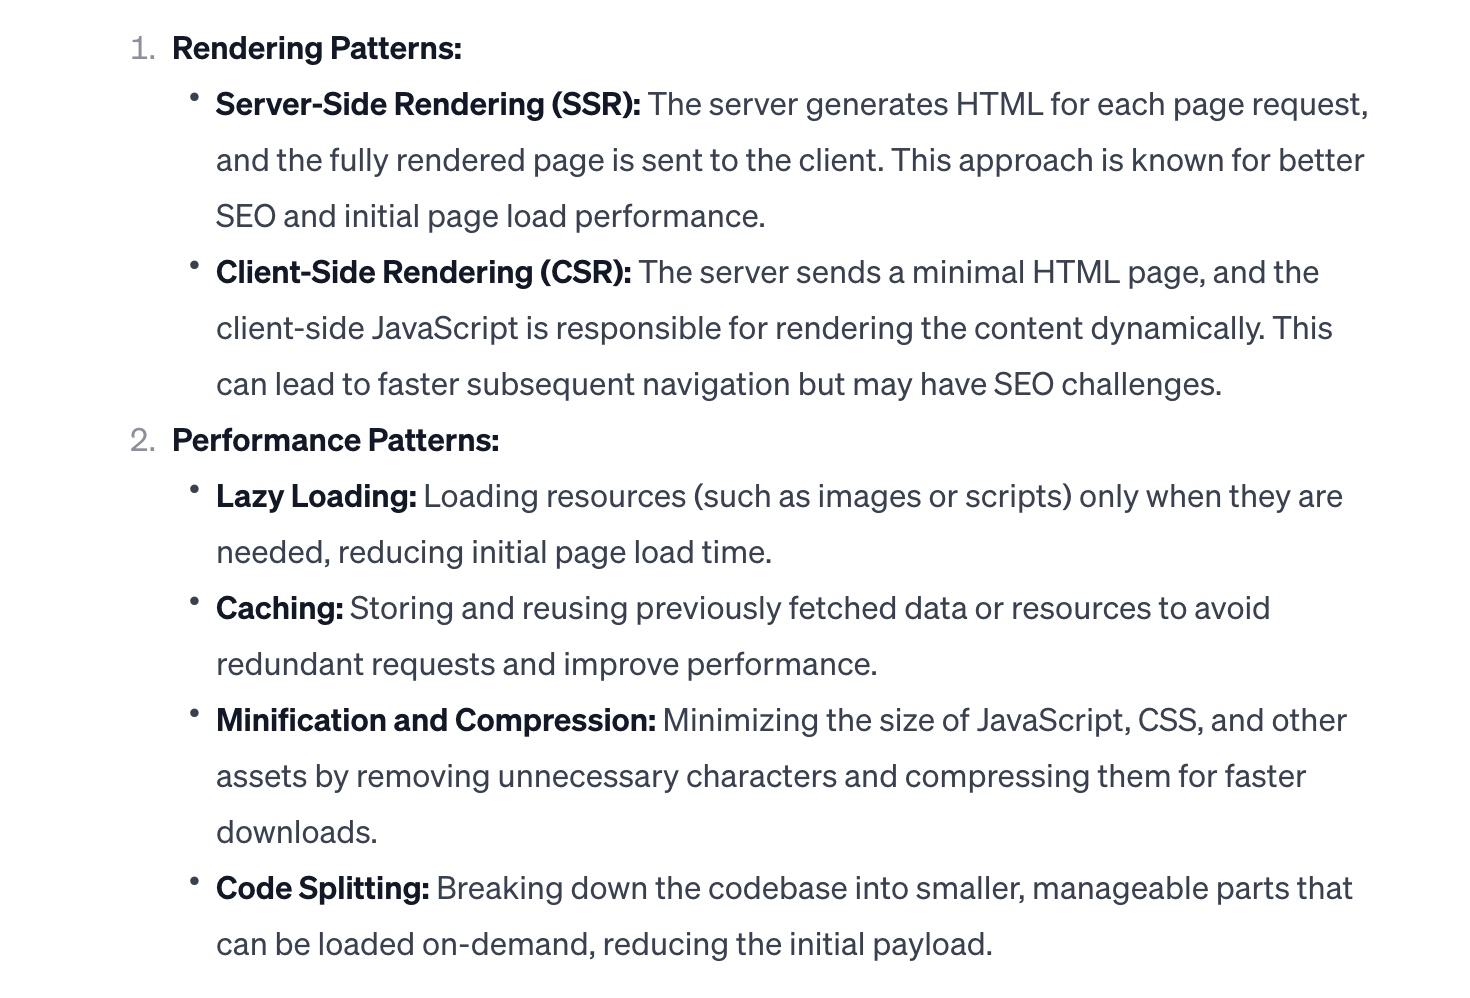 1. Rendering Patterns:
• Server-Side Rendering (SSR): The server generates HTML for each page request,
and the fully rendered page is sent to the client. This approach is known for better
SEO and initial page load performance.
• Client-Side Rendering (CSR): The server sends a minimal HTML page, and the
client-side JavaScript is responsible for rendering the content dynamically. This
can lead to faster subsequent navigation but may have SEO challenges.
2. Performance Patterns:
• Lazy Loading: Loading resources (such as images or scripts) only when they are
needed, reducing initial page load time.
• Caching: Storing and reusing previously fetched data or resources to avoid
redundant requests and improve performance.
• Minification and Compression: Minimizing the size of JavaScript, CSS, and other
assets by removing unnecessary characters and compressing them for faster
downloads.
• Code Splitting: Breaking down the codebase into smaller, manageable parts that
can be loaded on-demand, reducing the initial payload.